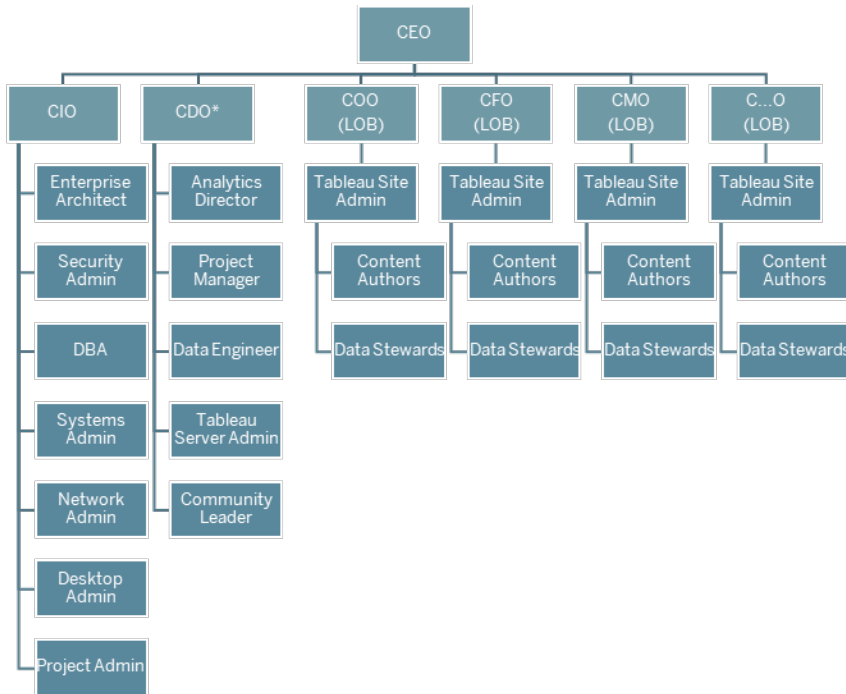 CEO
CIO
CDO*
COO
(LOB)
CFO
(LOB)
CMO
(LOB)
C...O
(LOB)
Enterprise
Architect
Analytics
Director
Tableau Site
Admin
Tableau Site
Admin
Tableau Site
Admin
Tableau Site
Admin
Security
Admin
Project
Manager
Content
Authors
Content
Authors
Content
Authors
Content
Authors
DBA
Data Engineer
Data Stewards
Data Stewards
Data Stewards
Data Stewards
Systems
Admin
Tableau
Server Admin
Network
Admin
Community
Leader
Desktop
Admin
Project Admin